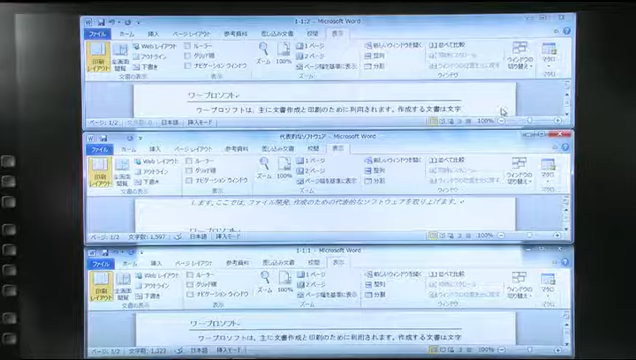 1-1:2 - Microsoft Word
ファイル ホーム 挿入 ページ レイアウト 参考資料 差し込み文書 校閲 表示
印刷レイアウト 全画面閲覧 Web レイアウト アウトライン 下書き
ルーラー グリッド線 ナビゲーション ウィンドウ
ズーム 100% 1 ページ 2 ページ ページ幅を基準に表示
新しいウィンドウを開く 整列 分割 並べて比較
ウィンドウの切り替え マクロ
文書の表示 表示 ズーム ウィンドウ マクロ
ワープロソフト
ワープロソフトは、主に文書作成と印刷のために利用されます。作成する文書は文字
ページ: 1/2 日本語 挿入モード 100%
代表的なソフトウェア - Microsoft Word
ファイル ホーム 挿入 ページ レイアウト 参考資料 差し込み文書 校閲 表示
印刷レイアウト 全画面閲覧 Web レイアウト アウトライン 下書き
ルーラー グリッド線 ナビゲーション ウィンドウ
ズーム 100% 1 ページ 2 ページ ページ幅を基準に表示
新しいウィンドウを開く 整列 分割 並べて比較
ウィンドウの切り替え マクロ
します。ここでは、ファイル開発、作成のための代表的なソフトウェアを取り上げます。
文字数: 1,597 日本語 挿入モード 100%
1-1:1 - Microsoft Word
ファイル ホーム 挿入 ページ レイアウト 参考資料 差し込み文書 校閲 表示
印刷レイアウト 全画面閲覧 Web レイアウト アウトライン 下書き
ルーラー グリッド線 ナビゲーション ウィンドウ
ズーム 100% 1 ページ 2 ページ ページ幅を基準に表示
新しいウィンドウを開く 整列 分割 並べて比較
ウィンドウの切り替え マクロ
文書の表示 表示 ズーム ウィンドウ マクロ
ワープロソフト
ワープロソフトは、主に文書作成と印刷のために利用されます。作成する文書は文字
ページ: 1/2 文字数: 1,223 日本語 挿入モード 100%